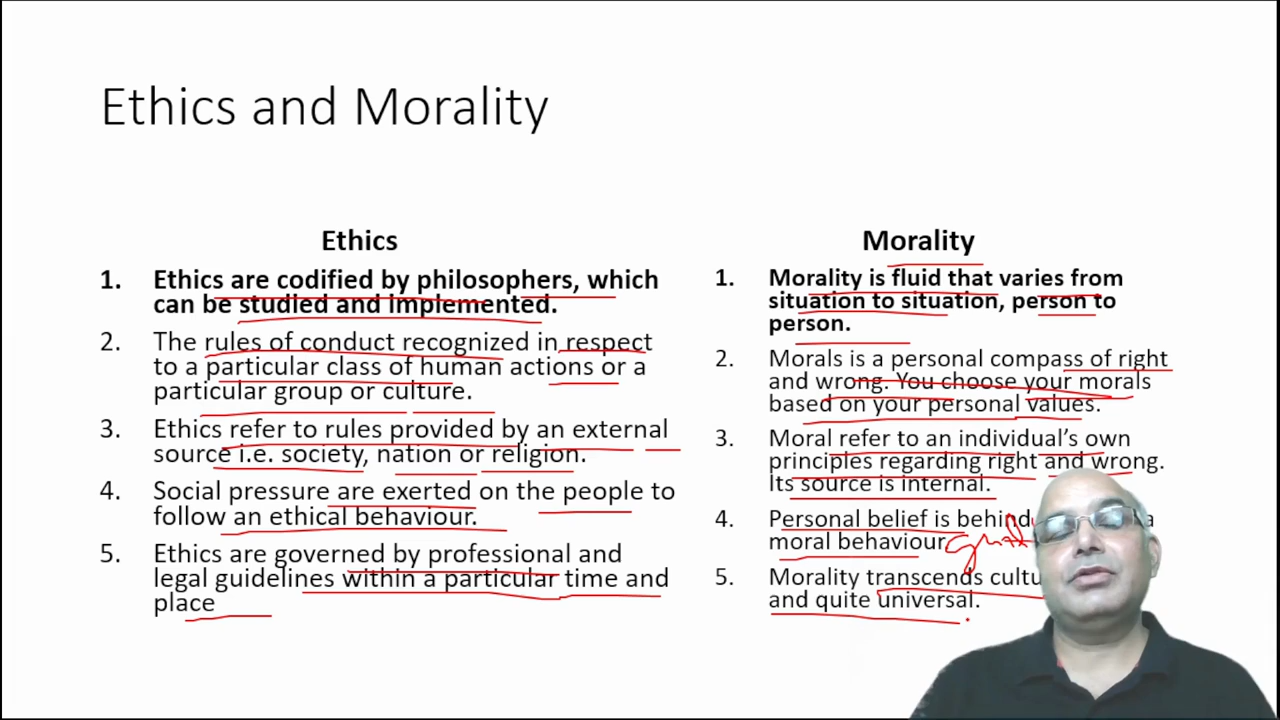 Ethics and Morality
Ethics
1. Ethics are codified by philosophers, which
can be studied and implemented.
2. The rules of conduct recognized in respect
to a particular class of human actions or a
particular group or culture.
3. Ethics refer to rules provided by an external
source i.e. society, nation or religion.
4. Social pressure are exerted on the people to
follow an ethical behaviour.
5. Ethics are governed by professional and
legal guidelines within a particular time and
place
Morality
1. Morality is fluid that varies from
situation to situation, person to
person.
2. Morals is a personal compass of right
and wrong. You choose your morals
based on your personal values.
3. Moral refer to an individual's own
principles regarding right and wrong.
Its source is internal.
4. Personal belief is behind
moral behaviour
5. Morality transcends
and quite universal.